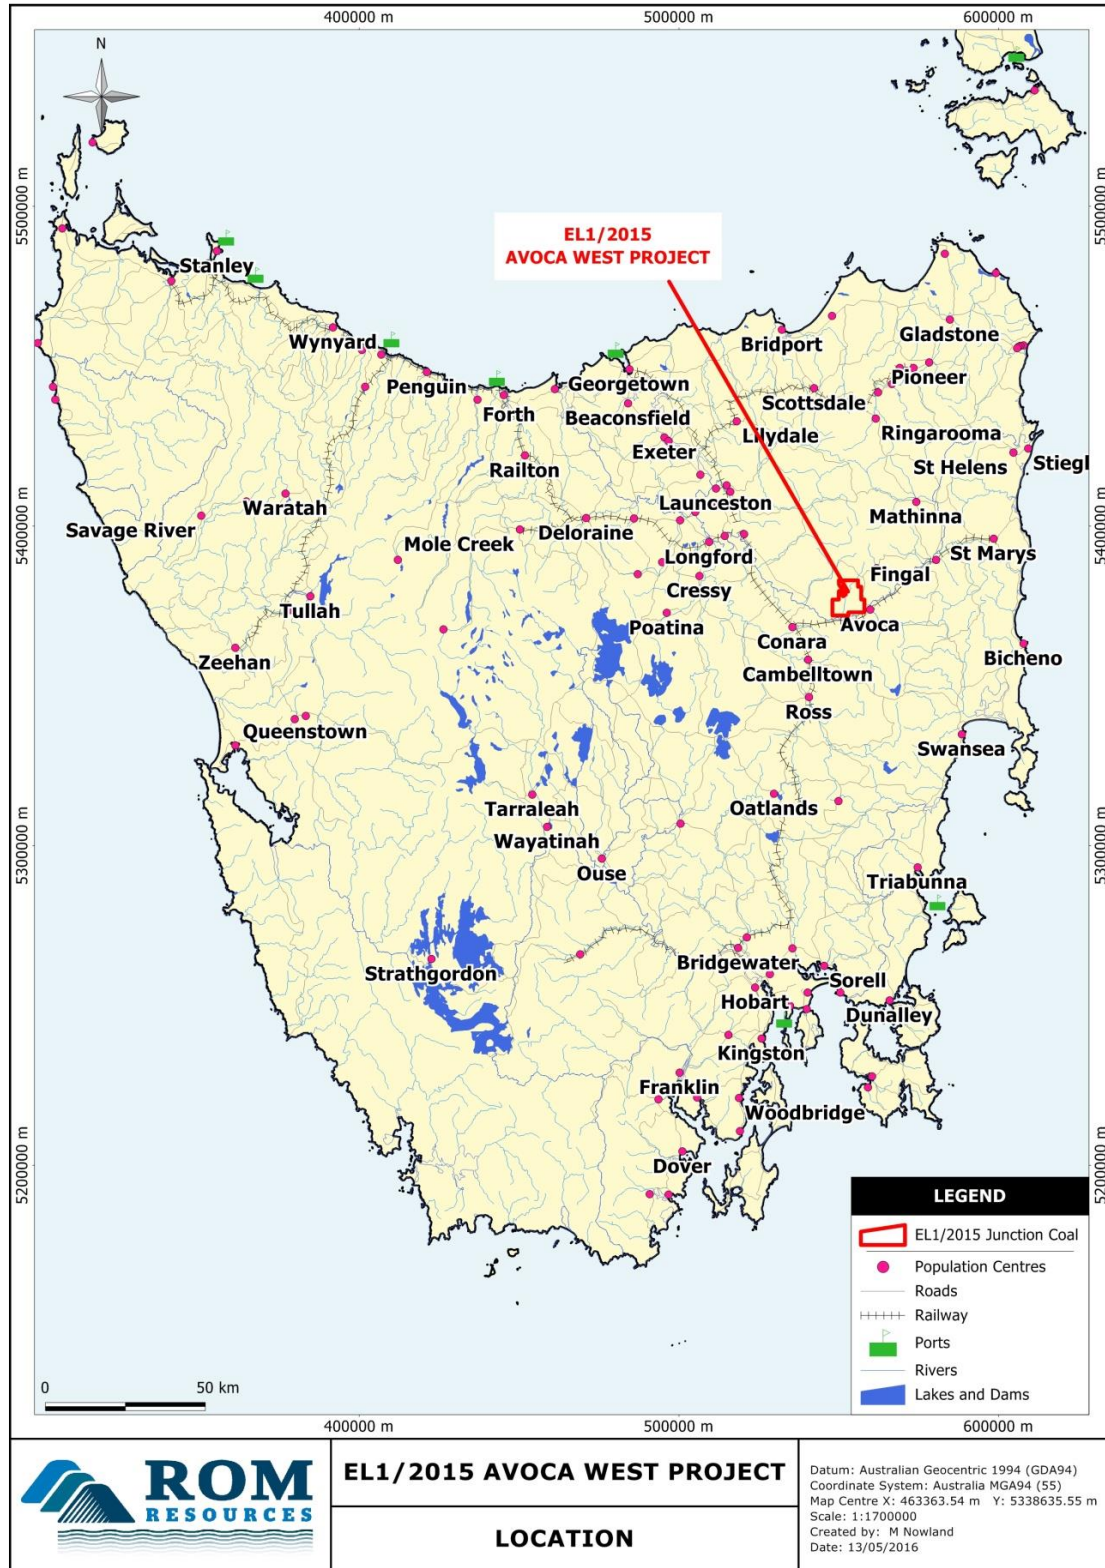 400000 m
500000 m
600000 m
N
5500000 m
5500000 m
EL1/2015
AVOCA WEST PROJECT
Stanley
Wynyard
Bridport
Gladstone
Penguin
Georgetown
Pioneer
Forth
Beaconsfield
Scottsdale
Lilydale
Ringarooma
Exeter
Railton
St Helens
Stiegl
Waratah
Launceston
Mathinna
Savage River
5400000 m
5400000 m
Mole Creek
Deloraine
Longford
St Marys
Fingal
Cressy
Tullah
Poatina
Avoca
Conara
Zeehan
Bicheno
Cambelltown
Ross
Queenstown
Swansea
Tarraleah
Oatlands
Wayatinah
5300000 m
5300000 m
Ouse
Triabunna
Bridgewater
Strathgordon
Sorell
Hobart
Dunalley
Kingston
Franklin
Woodbridge
5200000 m
5200000 m
Dover
LEGEND
EL1/2015 Junction Coal
Population Centres
Roads
Railway
Ports
Rivers
Lakes and Dams
0 50 km
400000 m
500000 m
600000 m
ROM
RESOURCES
EL1/2015 AVOCA WEST PROJECT
LOCATION
Datum: Australian Geocentric 1994 (GDA94)
Coordinate System: Australia MGA94 (55)
Map Centre X: 463363.54 m Y: 5338635.55 m
Scale: 1:1700000
Created by: M Nowland
Date: 13/05/2016